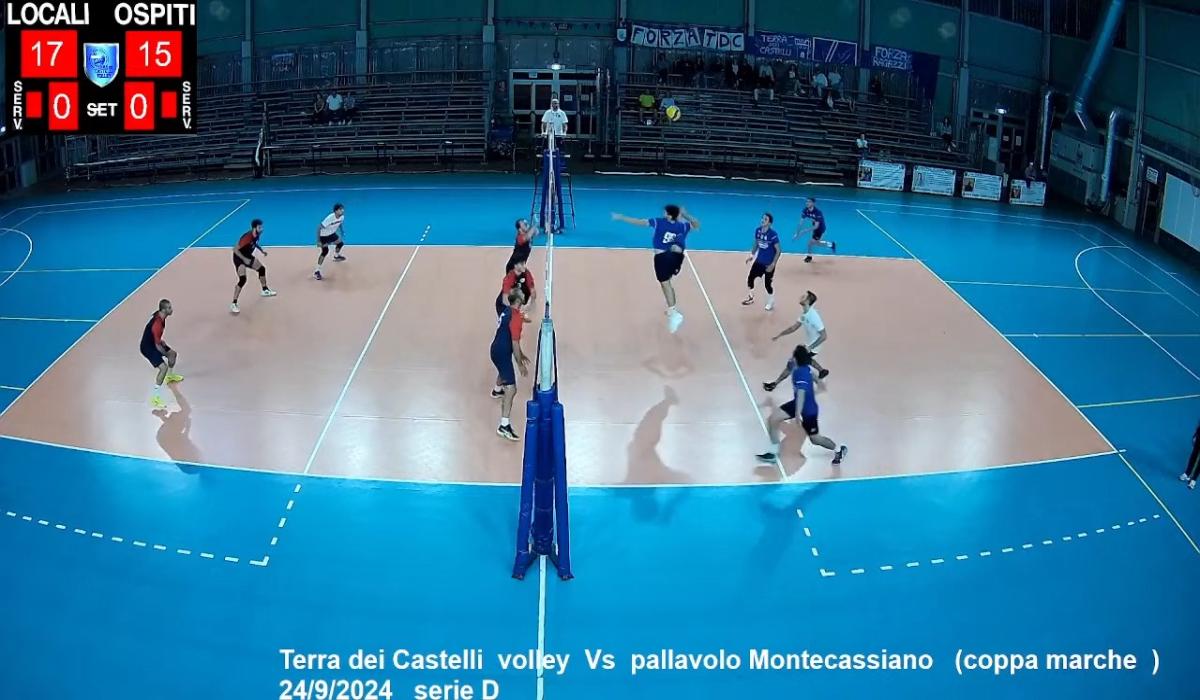 LOCALI OSPITI
17 15
0 SET 0
SERV. SERV.
FORZA TDC
TERRA
CASTELLI
FORZA
RAGAZZI
Terra dei Castelli volley Vs pallavolo Montecassiano (coppa marche )
24/9/2024 serie D